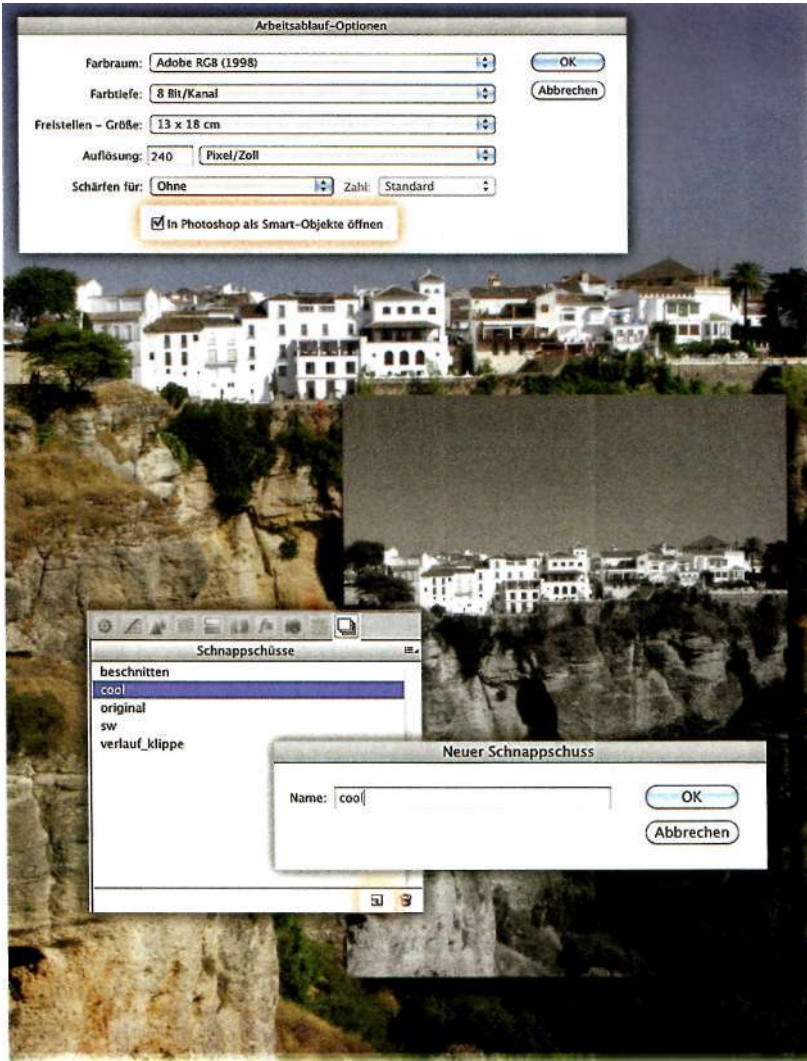 Arbeitsablauf-Optionen
Farbraum: Adobe RGB (1998)
OK
Farbtiefe: 8 Bit/Kanal
Abbrechen
Freistellen – Größe: 13 x 18 cm
Auflösung: 240 Pixel/Zoll
Schärfen für: Ohne Zahl: Standard
In Photoshop als Smart-Objekte öffnen
Schnappschüsse
beschnitten
cool
original
sw
verlauf_klippe
Neuer Schnappschuss
Name: cool
OK
Abbrechen